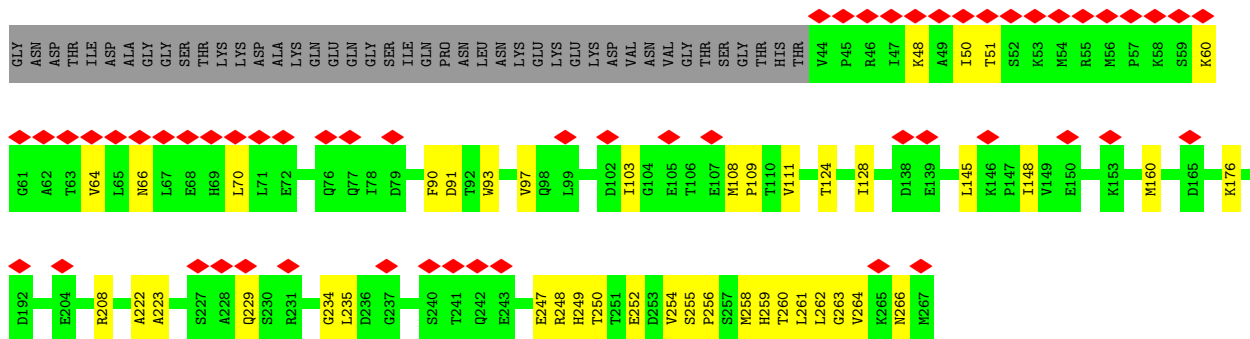 GLY ASN ASP THR ILE ASP ALA GLY GLY SER THR LYS LYS ASP ALA LYS GLN GLU GLU GLN GLY SER ILE GLN PRO ASN LEU ASN LYS GLU LYS GLU LYS ASP VAL ASN VAL GLY THR SER GLY THR HIS THR V44 P45 R46 I47 K48 A49 I50 T51 S52 K53 M54 R55 M56 P57 K58 S59 K60
G61 A62 T63 V64 L65 N66 L67 E68 H69 L70 L71 E72 Q76 Q77 I78 D79 F90 D91 T92 W93 V97 Q98 L99 D102 I103 G104 E105 T106 E107 M108 P109 T110 V111 T124 I128 D138 E139 L145 K146 P147 I148 V149 E150 K153 M160 D165 K176
D192 E204 R208 A222 A223 S227 A228 Q229 S230 R231 G234 L235 D236 G237 S240 T241 Q242 E243 E247 R248 H249 T250 T251 E252 D253 V254 S255 P256 S257 M258 H259 T260 L261 L262 G263 V264 K265 N266 M267